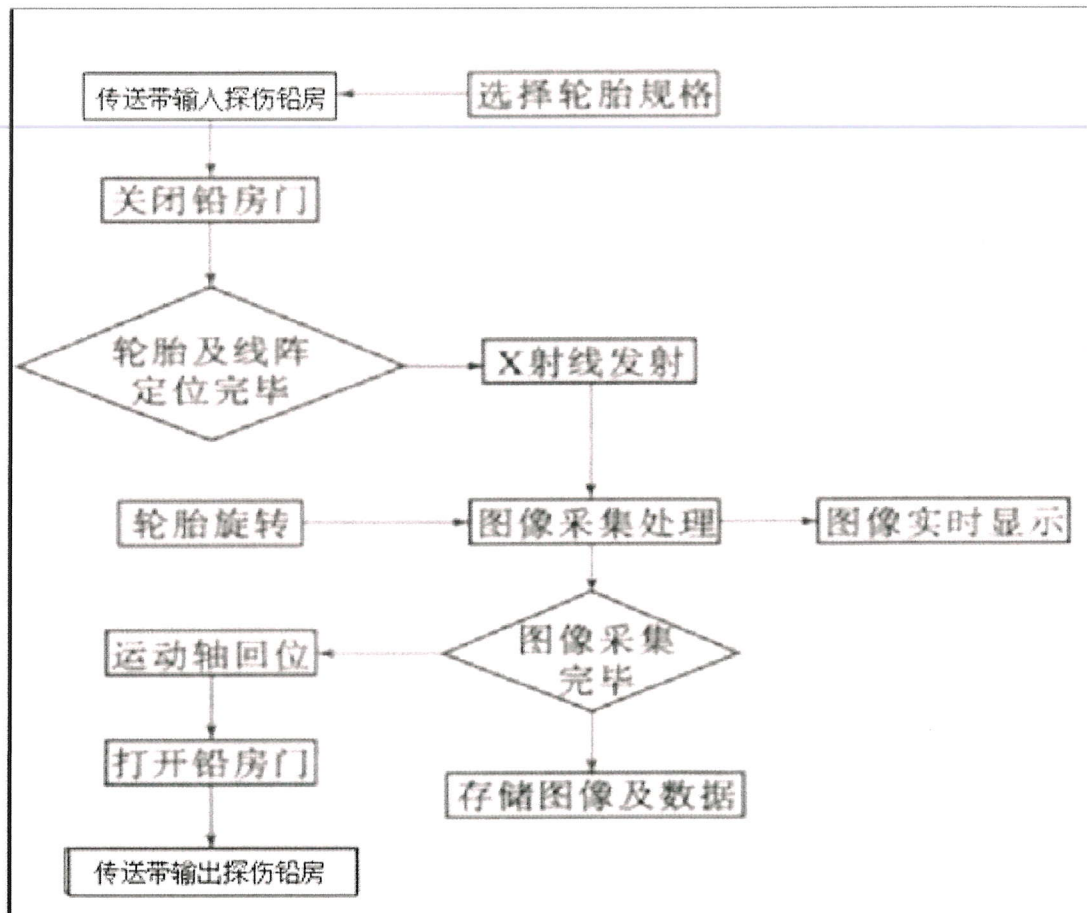 传送带输入探伤铅房
选择轮胎规格
关闭铅房门
轮胎及线阵
定位完毕
X射线发射
轮胎旋转
图像采集处理
图像实时显示
图像采集
完毕
运动轴回位
打开铅房门
存储图像及数据
传送带输出探伤铅房